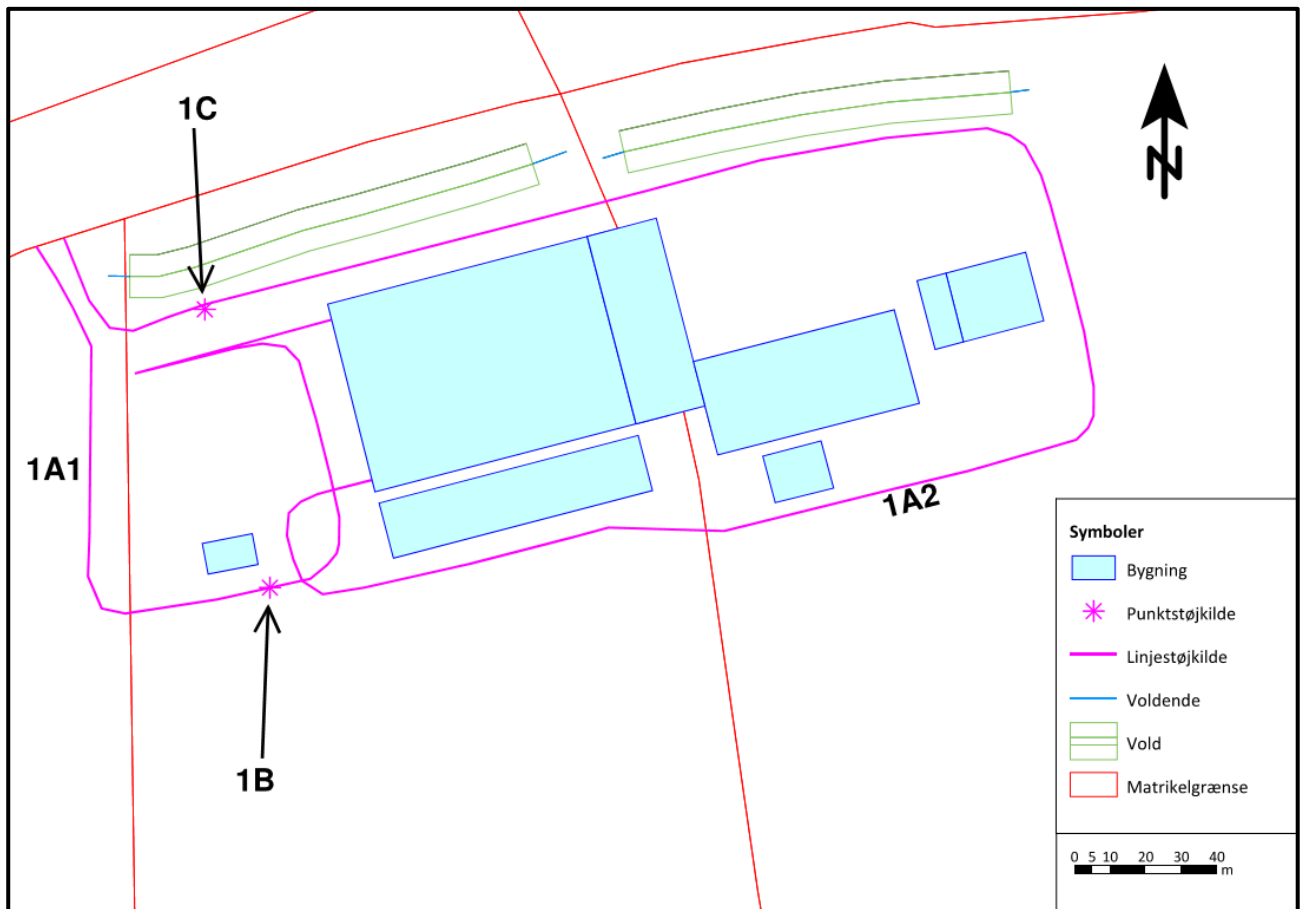 1C
N
1A1
1A2
1B
Symboler
Bygning
Punktstøjkilde
Linjestøjkilde
Voldende
Vold
Matrikelgrænse
0 5 10 20 30 40
m